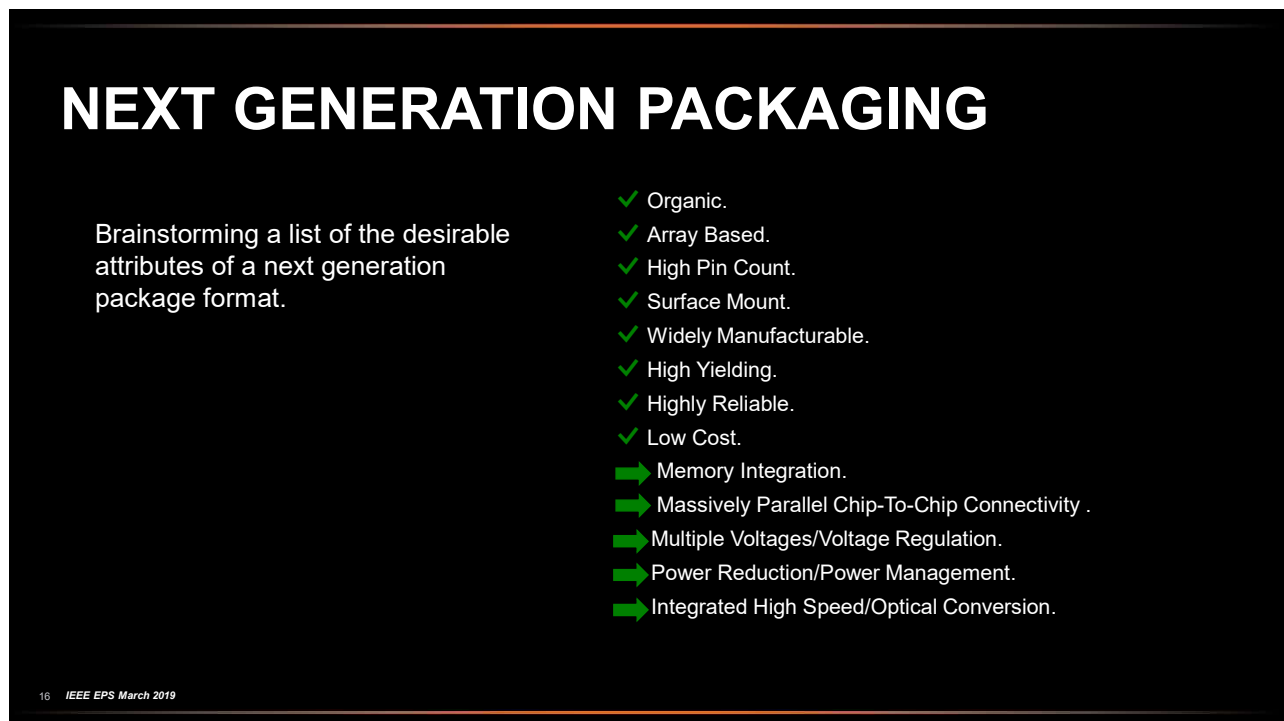 NEXT GENERATION PACKAGING
Brainstorming a list of the desirable
attributes of a next generation
package format.
Organic.
Array Based.
High Pin Count.
Surface Mount.
Widely Manufacturable.
High Yielding.
Highly Reliable.
Low Cost.
Memory Integration.
Massively Parallel Chip-To-Chip Connectivity .
Multiple Voltages/Voltage Regulation.
Power Reduction/Power Management.
Integrated High Speed/Optical Conversion.
16 IEEE EPS March 2019